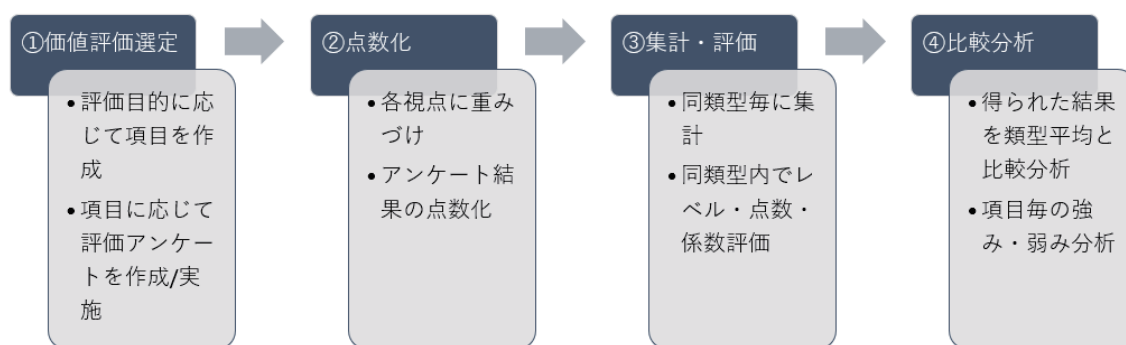 ①価値評価選定
• 評価目的に応
じて項目を作
成
• 項目に応じて
評価アンケー
トを作成/実
施
②点数化
• 各視点に重み
づけ
• アンケート結
果の点数化
③集計・評価
• 同類型毎に集
計
• 同類型内でレ
ベル・点数・
係数評価
④比較分析
• 得られた結果
を類型平均と
比較分析
• 項目毎の強
み・弱み分析